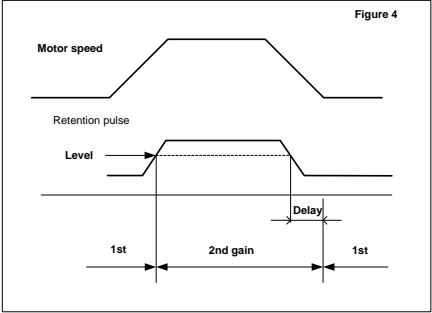 Figure 4
Motor speed
Retention pulse
Level
Delay
1st 2nd gain 1st